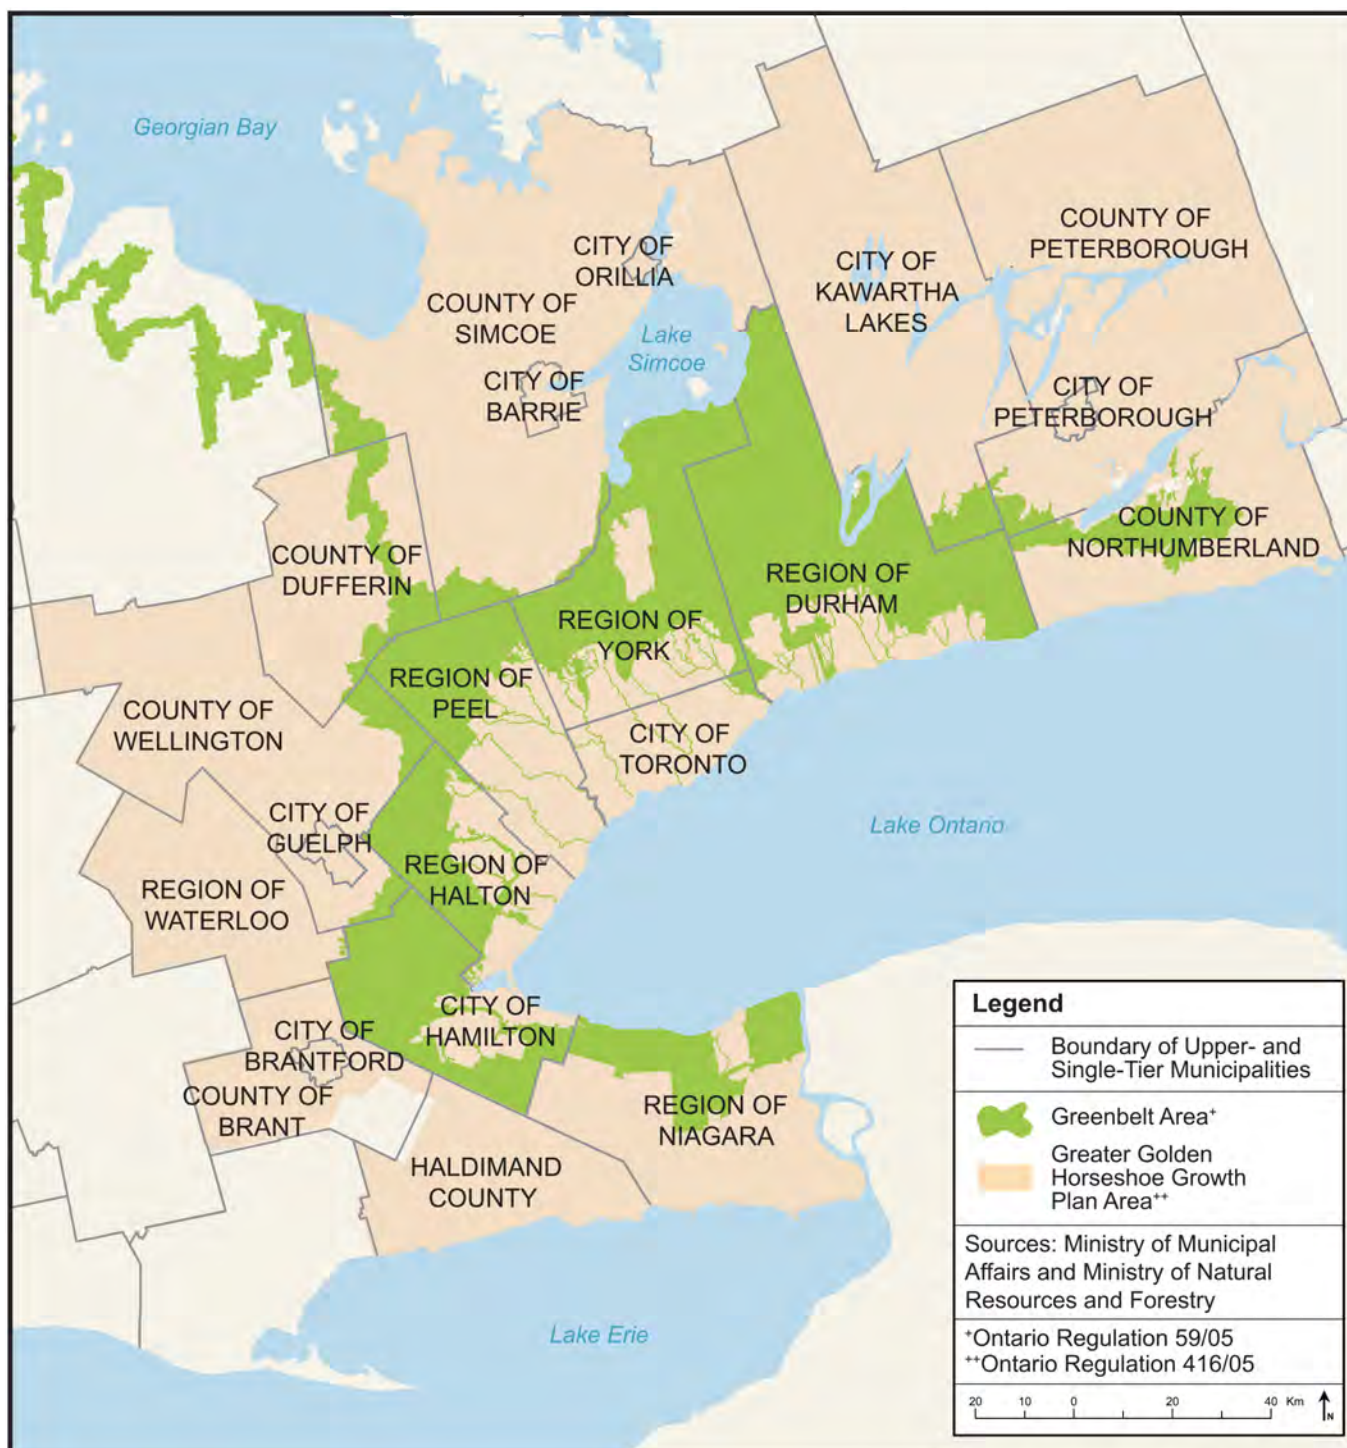 Georgian Bay
CITY OF
ORILLIA
COUNTY OF
SIMCOE
Lake
Simcoe
CITY OF
BARRIE
CITY OF
KAWARTHA
LAKES
COUNTY OF
PETERBOROUGH
CITY OF
PETERBOROUGH
COUNTY OF
NORTHUMBERLAND
COUNTY OF
DUFFERIN
REGION OF
DURHAM
REGION OF
YORK
REGION OF
PEEL
COUNTY OF
WELLINGTON
CITY OF
TORONTO
CITY OF
GUELPH
Lake Ontario
REGION OF
HALTON
REGION OF
WATERLOO
CITY OF
HAMILTON
CITY OF
BRANTFORD
COUNTY OF
BRANT
REGION OF
NIAGARA
HALDIMAND
COUNTY
Lake Erie
Legend
Boundary of Upper- and
Single-Tier Municipalities
Greenbelt Area+
Greater Golden
Horseshoe Growth
Plan Area++
Sources: Ministry of Municipal
Affairs and Ministry of Natural
Resources and Forestry
+Ontario Regulation 59/05
++Ontario Regulation 416/05
20 10 0 20 40 Km
N